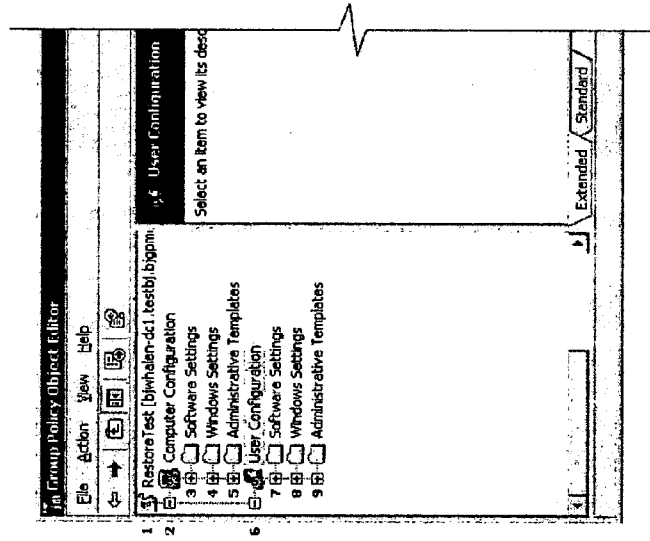 Group Policy Object Editor
File Action View Help
1 RestoreTest [bjwhalen-dc1.testbj.bjgpm
2 Computer Configuration
3 Software Settings
4 Windows Settings
5 Administrative Templates
6 User Configuration
7 Software Settings
8 Windows Settings
9 Administrative Templates
User Configuration
Select an item to view its desc
Extended Standard